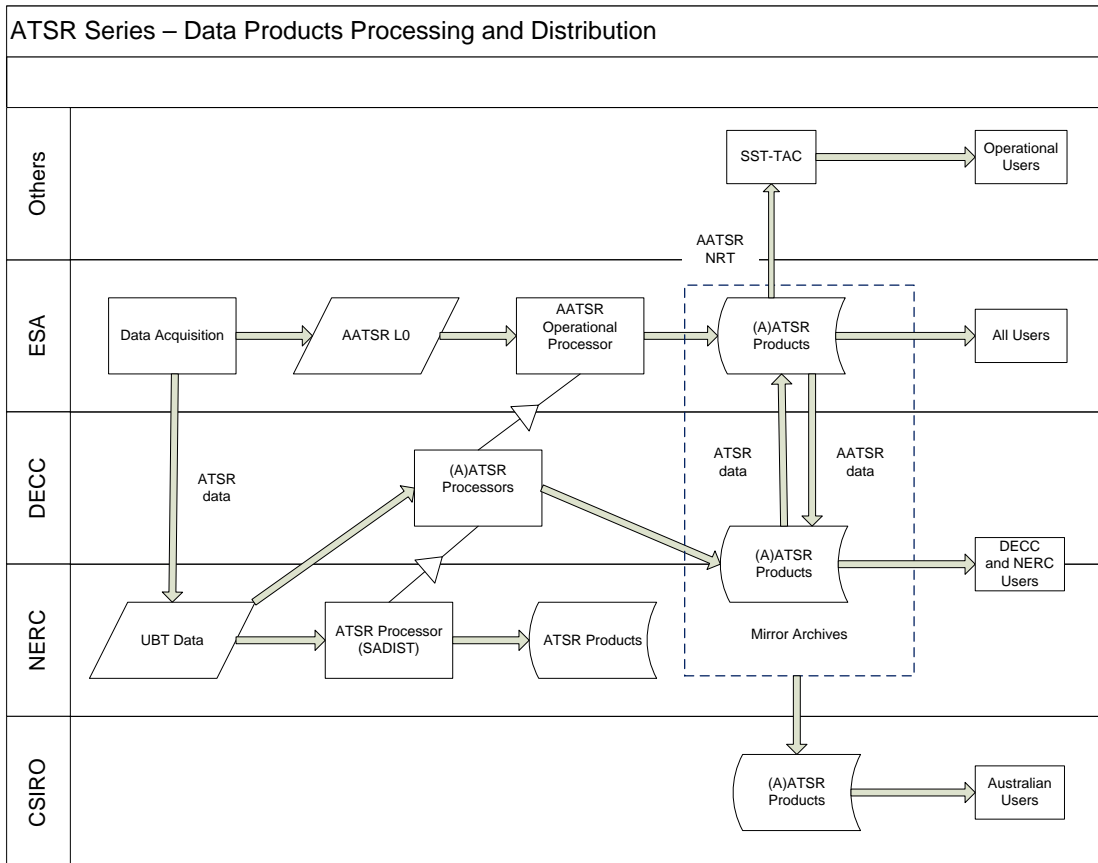 ATSR Series – Data Products Processing and Distribution
Others
SST-TAC
Operational
Users
AATSR
NRT
ESA
Data Acquisition
AATSR L0
AATSR
Operational
Processor
(A)ATSR
Products
All Users
DECC
ATSR
data
(A)ATSR
Processors
ATSR
data
AATSR
data
(A)ATSR
Products
DECC
and NERC
Users
NERC
UBT Data
ATSR Processor
(SADIST)
ATSR Products
Mirror Archives
CSIRO
(A)ATSR
Products
Australian
Users